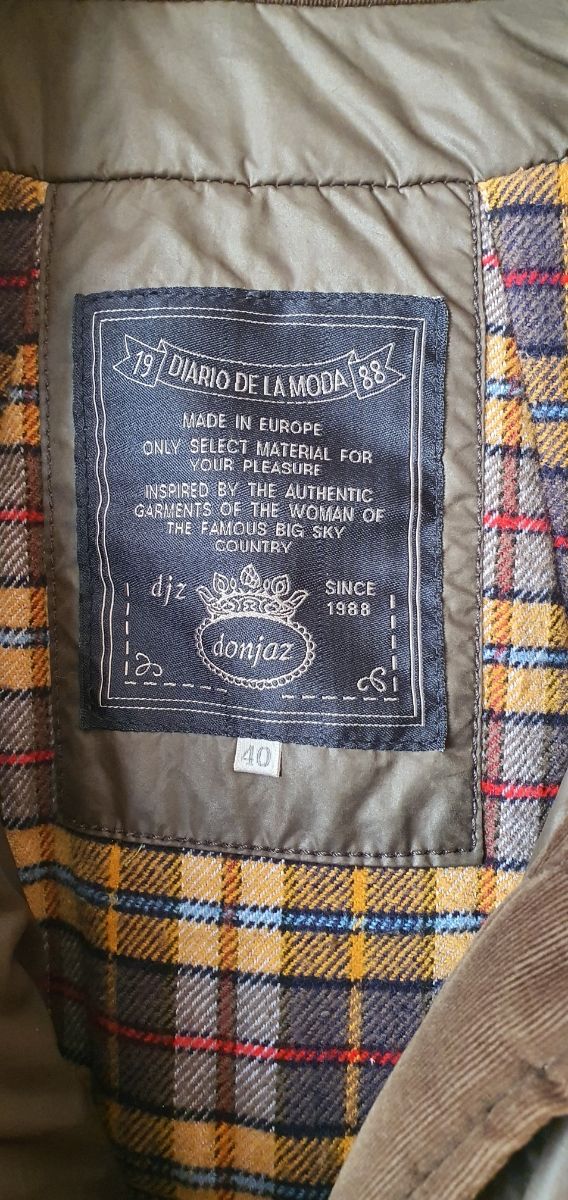 19 DIARIO DE LA MODA 88
MADE IN EUROPE
ONLY SELECT MATERIAL FOR
YOUR PLEASURE
INSPIRED BY THE AUTHENTIC
GARMENTS OF THE WOMAN OF
THE FAMOUS BIG SKY
COUNTRY
djz
SINCE
1988
donjaz
40